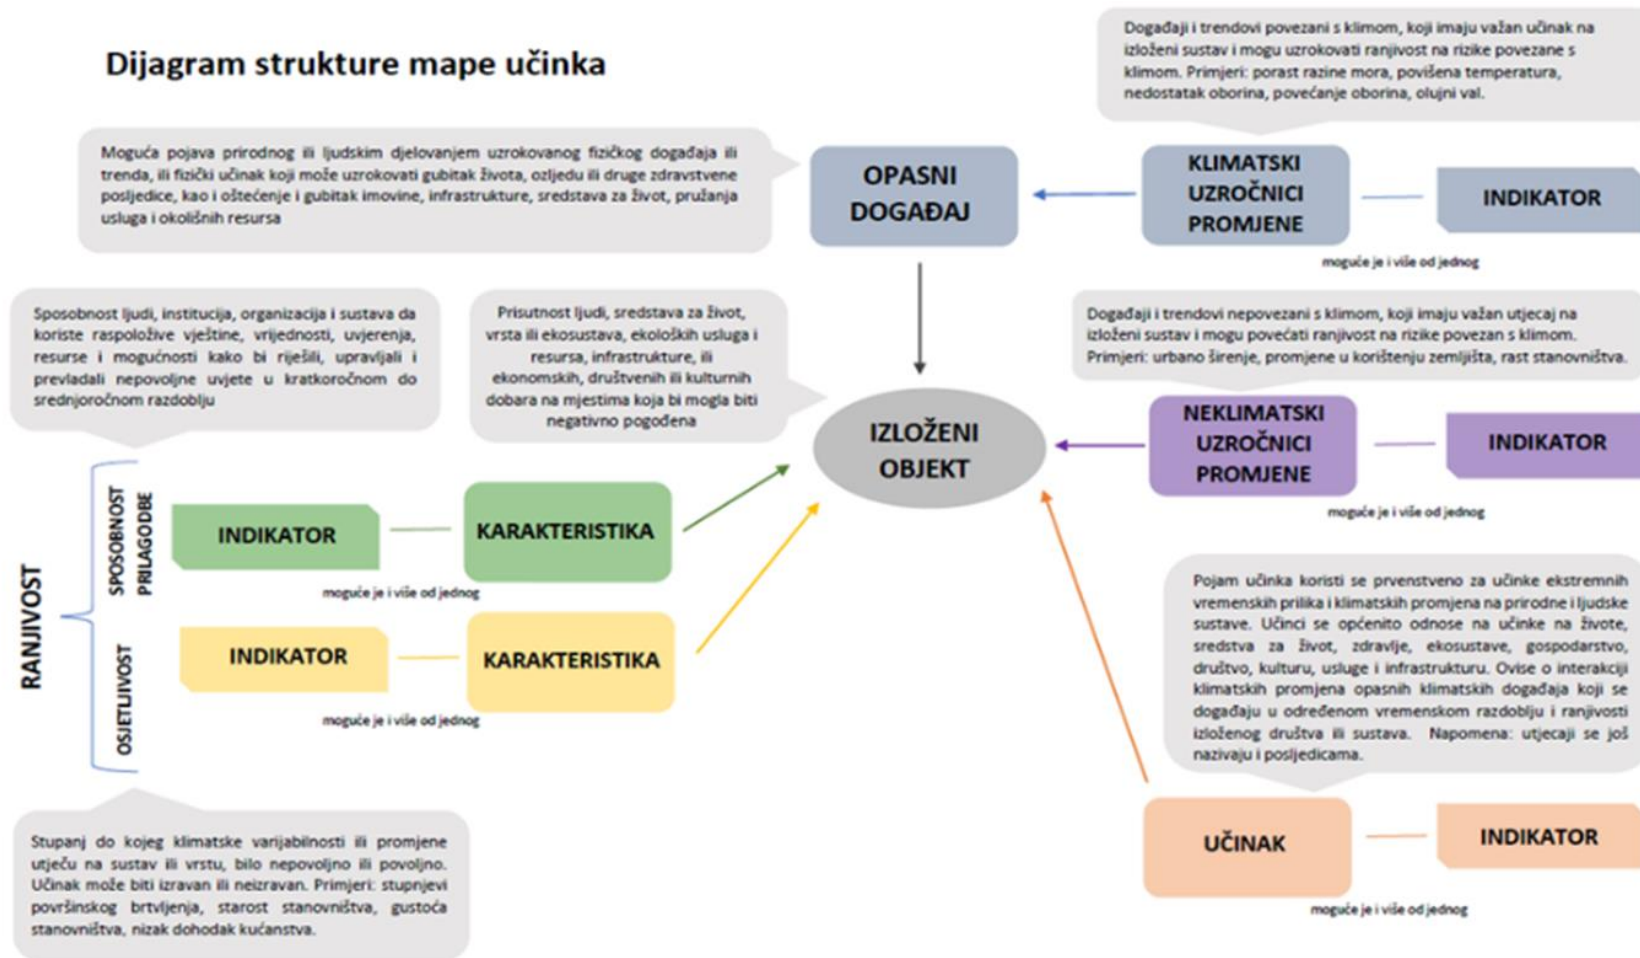 Dijagram strukture mape učinka
Događaji i trendovi povezani s klimom, koji imaju važan učinak na
izloženi sustav i mogu uzrokovati ranjivost na rizike povezane s
klimom. Primjeri: porast razine mora, povišena temperatura,
nedostatak oborina, povećanje oborina, olujni val.
Moguća pojava prirodnog ili ljudskim djelovanjem uzrokovanog fizičkog događaja ili
trenda, ili fizički učinak koji može uzrokovati gubitak života, ozljedu ili druge zdravstvene
posljedice, kao i oštećenje i gubitak imovine, infrastrukture, sredstava za život, pružanja
usluga i okolišnih resursa
OPASNI
DOGAĐAJ
KLIMATSKI
UZROČNICI
PROMJENE
INDIKATOR
moguće je i više od jednog
Sposobnost ljudi, institucija, organizacija i sustava da
koriste raspoložive vještine, vrijednosti, uvjerenja,
resurse i mogućnosti kako bi riješili, upravljali i
prevladali nepovoljne uvjete u kratkoročnom do
srednjoročnom razdoblju
Prisutnost ljudi, sredstava za život,
vrsta ili ekosustava, ekoloških usluga i
resursa, infrastrukture, ili
ekonomskih, društvenih ili kulturnih
dobara na mjestima koja bi mogla biti
negativno pogođena
Događaji i trendovi nepovezani s klimom, koji imaju važan utjecaj na
izloženi sustav i mogu povećati ranjivost na rizike povezan s klimom.
Primjeri: urbano širenje, promjene u korištenju zemljišta, rast stanovništva.
IZLOŽENI
OBJEKT
NEKLIMATSKI
UZROČNICI
PROMJENE
INDIKATOR
moguće je i više od jednog
RANJIVOST
SPOSOBNOST
PRILAGODBE
INDIKATOR
KARAKTERISTIKA
moguće je i više od jednog
OSJETLJIVOST
INDIKATOR
KARAKTERISTIKA
moguće je i više od jednog
Pojam učinka koristi se prvenstveno za učinke ekstremnih
vremenskih prilika i klimatskih promjena na prirodne i ljudske
sustave. Učinci se općenito odnose na učinke na živote,
sredstva za život, zdravlje, ekosustave, gospodarstvo,
društvo, kulturu, usluge i infrastrukturu. Ovise o interakciji
klimatskih promjena opasnih klimatskih događaja koji se
događaju u određenom vremenskom razdoblju i ranjivosti
izloženog društva ili sustava. Napomena: utjecaji se još
nazivaju i posljedicama.
UČINAK
INDIKATOR
moguće je i više od jednog
Stupanj do kojeg klimatske varijabilnosti ili promjene
utječu na sustav ili vrstu, bilo nepovoljno ili povoljno.
Učinak može biti izravan ili neizravan. Primjeri: stupnjevi
površinskog brtvljenja, starost stanovništva, gustoća
stanovništva, nizak dohodak kućanstva.